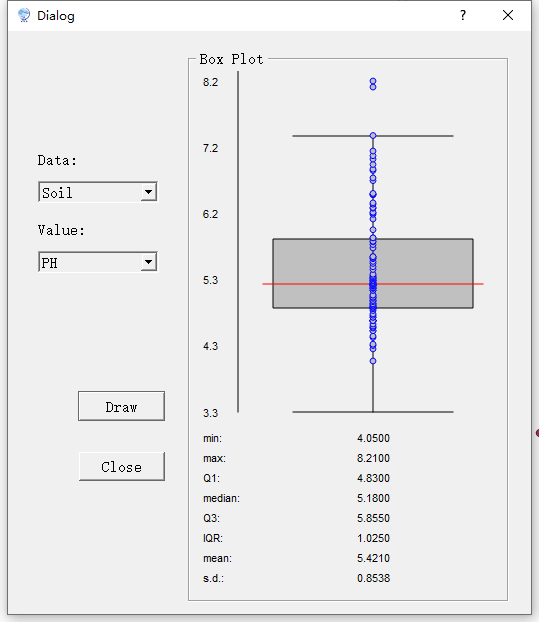 Dialog
?
Data:
Soil
Value:
PH
Draw
Close
Box Plot
8.2
7.2
6.2
5.3
4.3
3.3
min: 4.0500
max: 8.2100
Q1: 4.8300
median: 5.1800
Q3: 5.8550
IQR: 1.0250
mean: 5.4210
s.d.: 0.8538